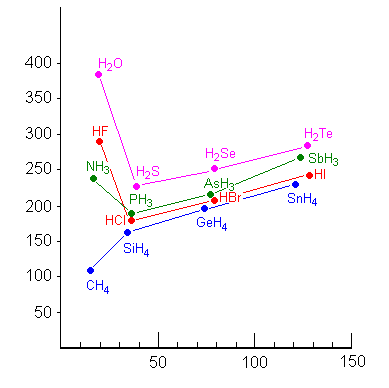 400
350
300
250
200
150
100
50
H₂O
HF
NH₃
H₂S
PH₃
HCl
SiH₄
CH₄
H₂Se
AsH₃
HBr
GeH₄
H₂Te
SbH₃
HI
SnH₄
50 100 150